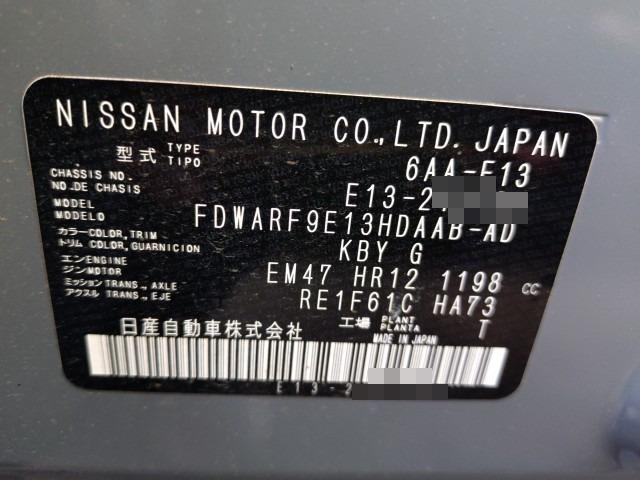 NISSAN MOTOR CO.,LTD. JAPAN
型式 TYPE TIPO 6AA-E13
CHASSIS NO. NO.DE CHASIS E13-2
MODEL MODELO FDWARF9E13HDAAB-AD
カラー COLOR, TRIM トリム COLOR, GUARNICION KBY G
エンENGINE ジンMOTOR EM47 HR12 1198 CC
ミッション TRANS., AXLE アクスル TRANS., EJE RE1F61C HA73
日産自動車株式会社 工場 PLANT PLANTA T
MADE IN JAPAN
E13-2